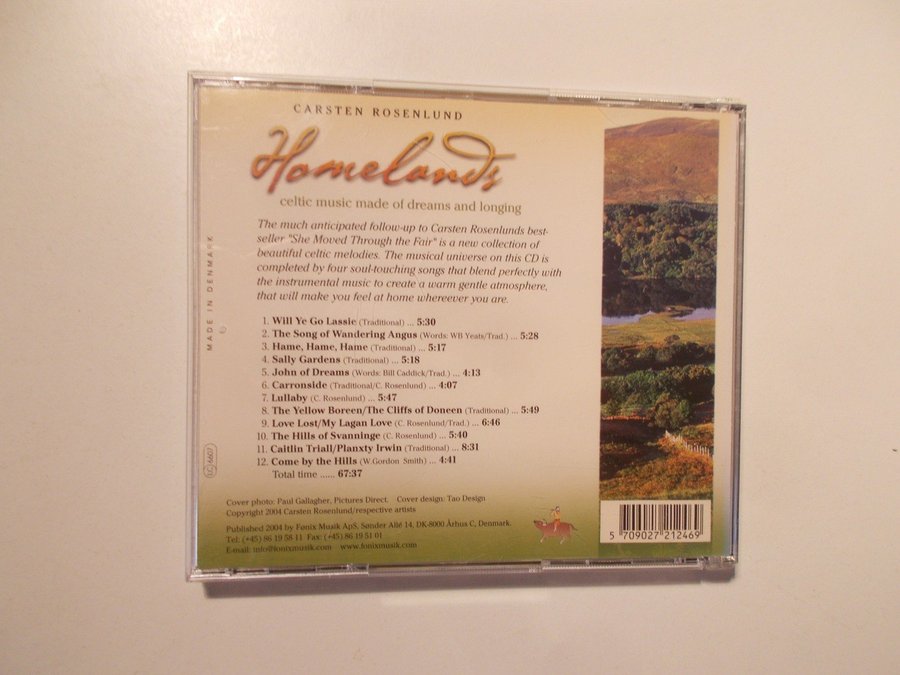 CARSTEN ROSENLUND
Homelands
celtic music made of dreams and longing
The much anticipated follow-up to Carsten Rosenlunds best-
seller "She Moved Through the Fair" is a new collection of
beautiful celtic melodies. The musical universe on this CD is
completed by four soul-touching songs that blend perfectly with
the instrumental music to create a warm gentle atmosphere,
that will make you feel at home whereever you are.
MADE IN DENMARK
1. Will Ye Go Lassie (Traditional) ... 5:30
2. The Song of Wandering Angus (Words: WB Yeats/Trad.) ... 5:28
3. Hame, Hame, Hame (Traditional) ... 5:17
4. Sally Gardens (Traditional) ... 5:18
5. John of Dreams (Words: Bill Caddick/Trad.) ... 4:13
6. Carronside (Traditional/C. Rosenlund) ... 4:07
7. Lullaby (C. Rosenlund) ... 5:47
8. The Yellow Boreen/The Cliffs of Doneen (Traditional) ... 5:49
9. Love Lost/My Lagan Love (C. Rosenlund/Trad.) ... 6:46
10. The Hills of Svanninge (C. Rosenlund) ... 5:40
11. Caitlin Triall/Planxty Irwin (Traditional) ... 8:31
12. Come by the Hills (W.Gordon Smith) ... 4:41
Total time ...... 67:37
LC 6607
Cover photo: Paul Gallagher, Pictures Direct. Cover design: Tao Design
Copyright 2004 Carsten Rosenlund/respective artists
Published 2004 by Fønix Musik ApS, Sønder Allé 14, DK-8000 Århus C, Denmark.
Tel: (+45) 86 19 58 11 Fax: (+45) 86 19 51 01
E-mail: info@fonixmusik.com www.fonixmusik.com
5 709027 212469